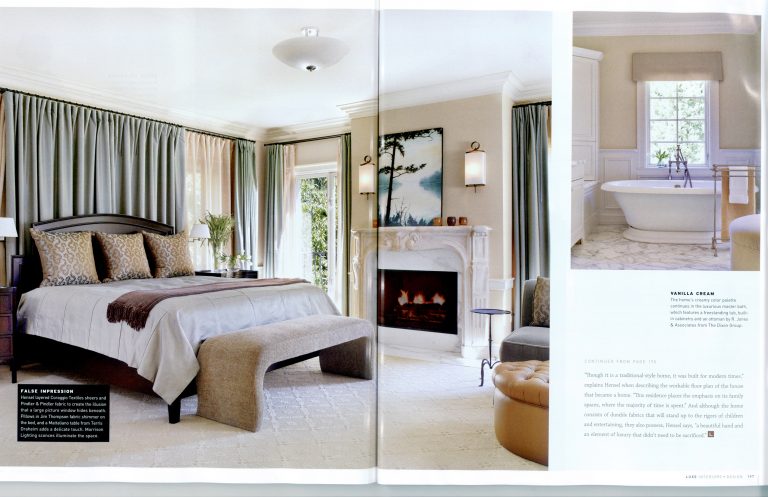 FALSE IMPRESSION
Hensel layered Coraggio Textiles sheers and
Pindler & Pindler fabric to create the illusion
that a large picture window hides beneath.
Pillows in Jim Thompson fabric shimmer on
the bed, and a Matsalano table from Terris
Draheim adds a delicate touch. Morrison
Lighting sconces illuminate the space.
VANILLA CREAM
The home's creamy color palette
continues in the luxurious master bath,
which features a freestanding tub, built-
in cabinetry and an ottoman by R. Jones
& Associates from The Dixon Group.
CONTINUED FROM PAGE 196
"Though it is a traditional-style home, it was built for modern times,"
explains Hensel when describing the workable floor plan of the house
that became a home. "This residence places the emphasis on its family
spaces, where the majority of time is spent." And although the home
consists of durable fabrics that will stand up to the rigors of children
and entertaining, they also possess, Hensel says, "a beautiful hand and
an element of luxury that didn't need to be sacrificed." L
LUXE INTERIORS + DESIGN 197